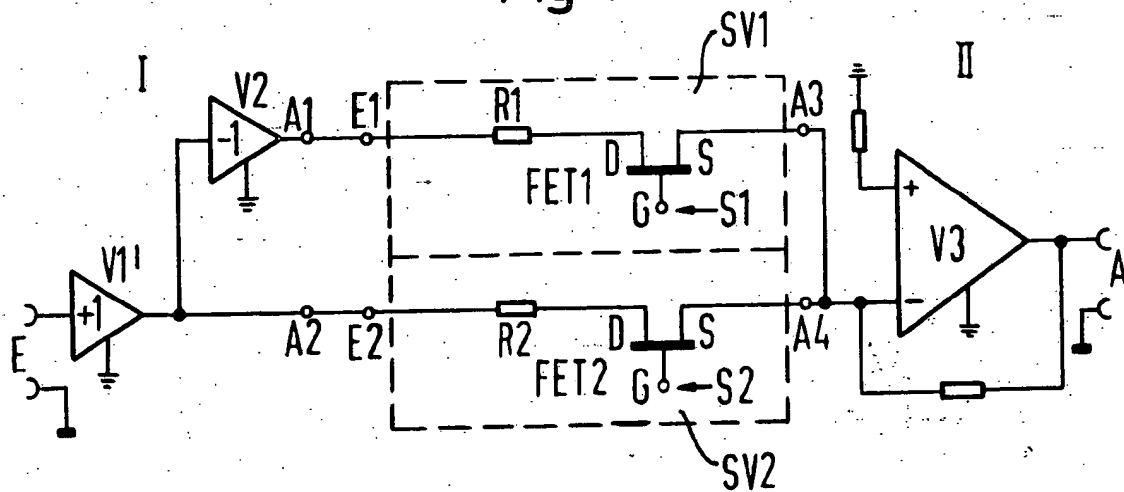 Fig
I
V2
-1
A1
E1
R1
D
S
FET1
G
S1
SV1
A3
II
+
V3
-
A
V1'
+1
E
A2
E2
R2
D
S
FET2
G
S2
A4
SV2